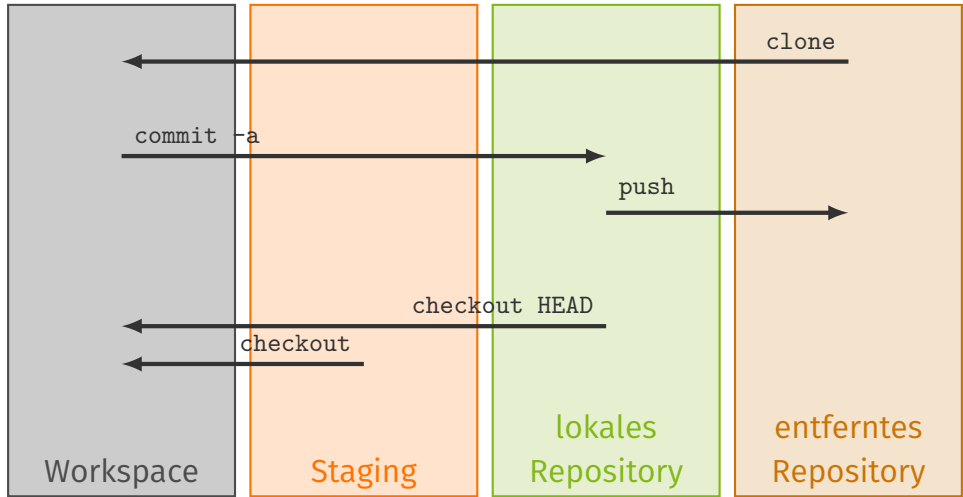 clone
commit -a
push
checkout HEAD
checkout
Workspace
Staging
lokales
Repository
entferntes
Repository